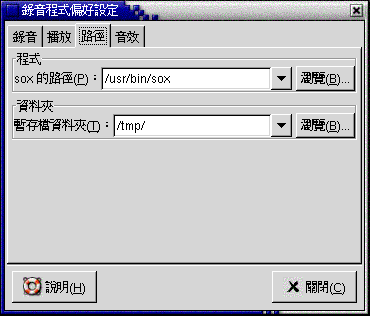 錄音程式偏好設定
錄音 播放 路徑 音效
程式
sox 的路徑(P)： /usr/bin/sox 瀏覽(B)...
資料夾
暫存檔資料夾(T)： /tmp/ 瀏覽(B)...
說明(H) 關閉(C)